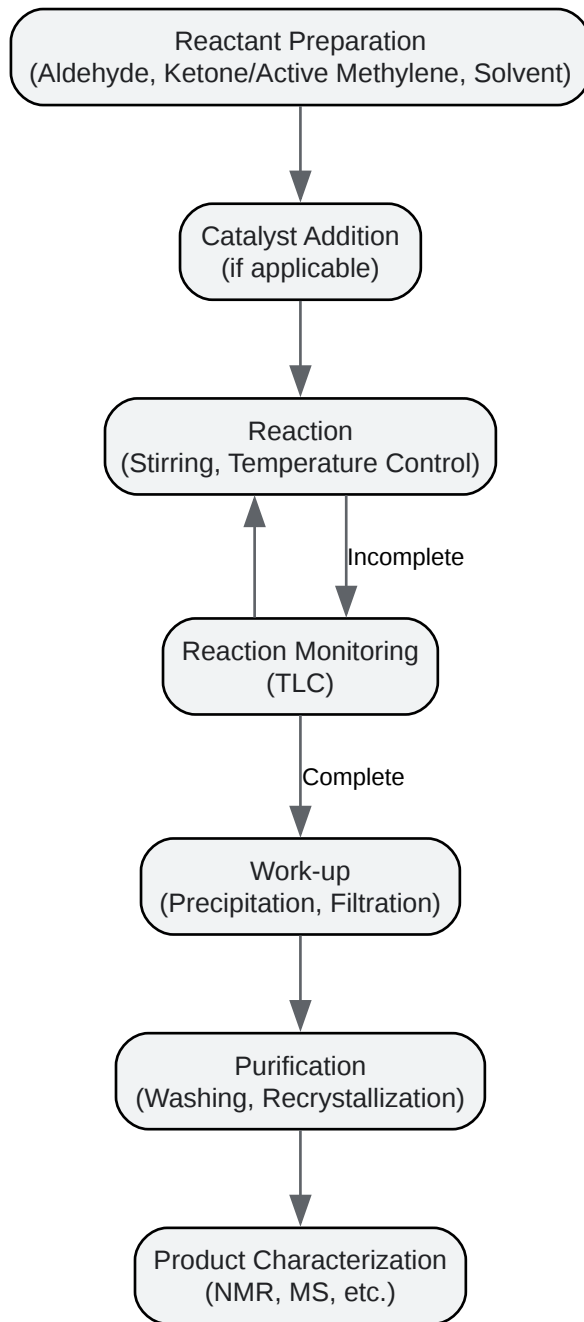 Reactant Preparation
(Aldehyde, Ketone/Active Methylene, Solvent)
Catalyst Addition
(if applicable)
Reaction
(Stirring, Temperature Control)
Incomplete
Reaction Monitoring
(TLC)
Complete
Work-up
(Precipitation, Filtration)
Purification
(Washing, Recrystallization)
Product Characterization
(NMR, MS, etc.)